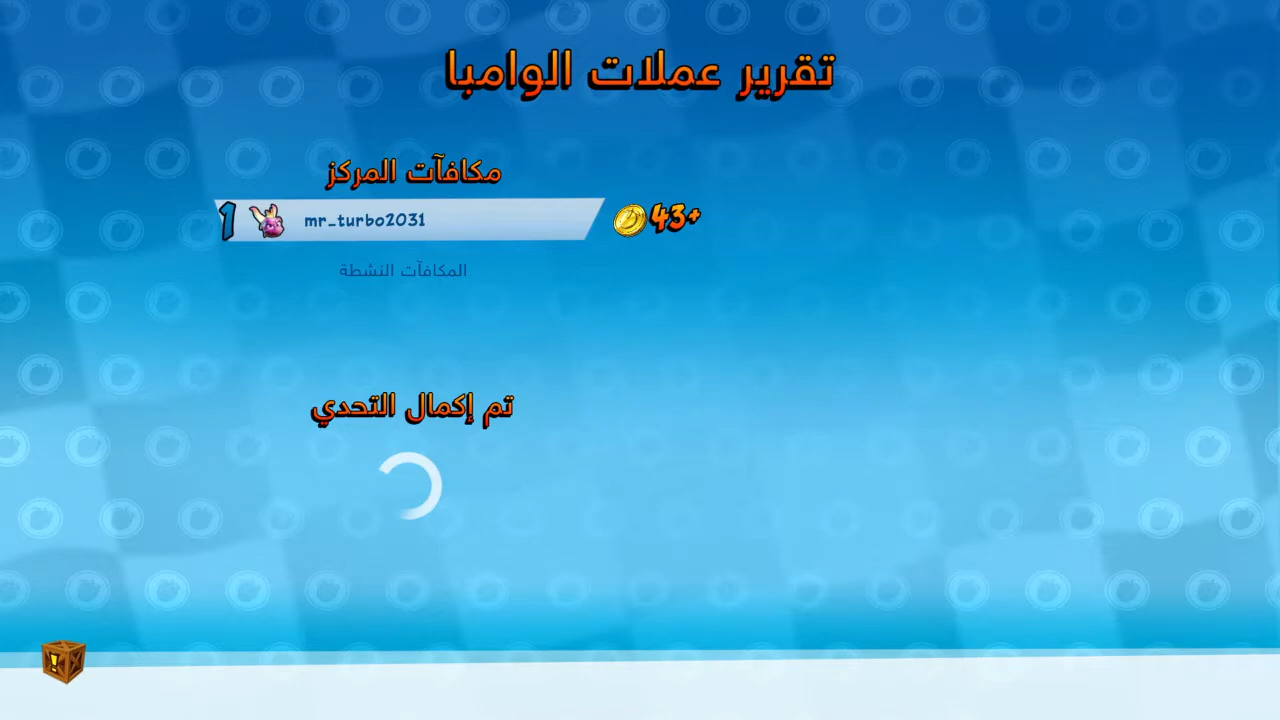 تقرير عملات الوامبا
مكافآت المركز
1 mr_turbo2031 43+
المكافآت النشطة
تم إكمال التحدي
!